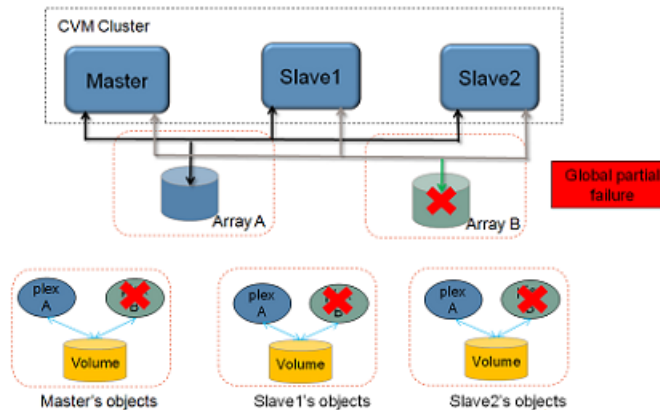 CVM Cluster
Master
Slave1
Slave2
Array A
Array B
Global partial
failure
plex
A
B
Volume
plex
A
B
Volume
plex
A
B
Volume
Master's objects
Slave1's objects
Slave2's objects